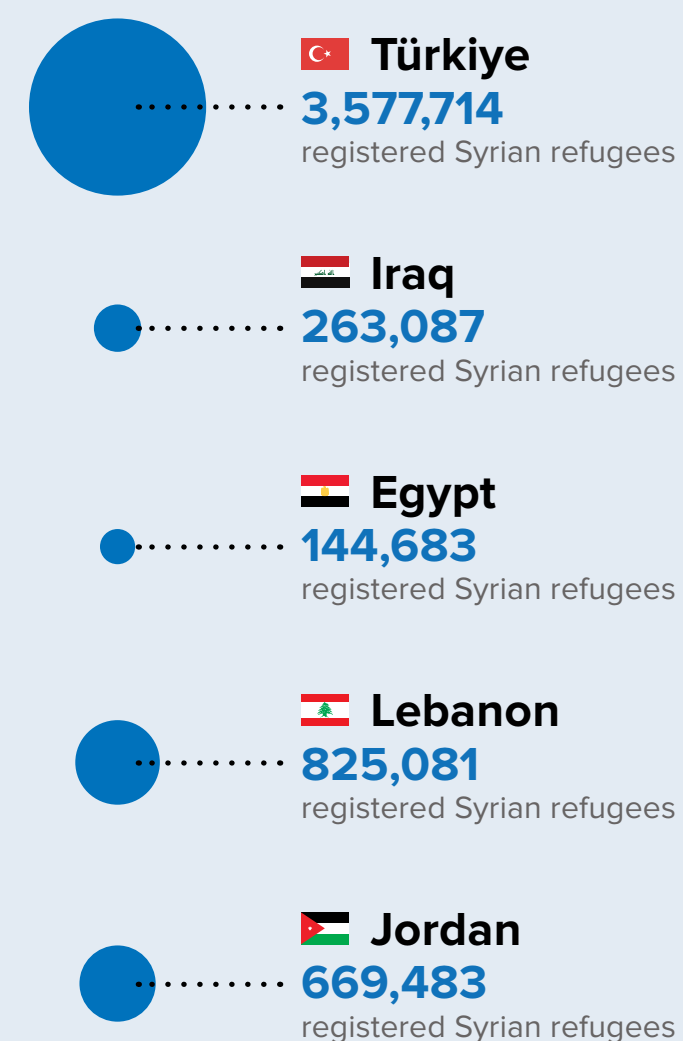 Türkiye
3,577,714
registered Syrian refugees
Iraq
263,087
registered Syrian refugees
Egypt
144,683
registered Syrian refugees
Lebanon
825,081
registered Syrian refugees
Jordan
669,483
registered Syrian refugees